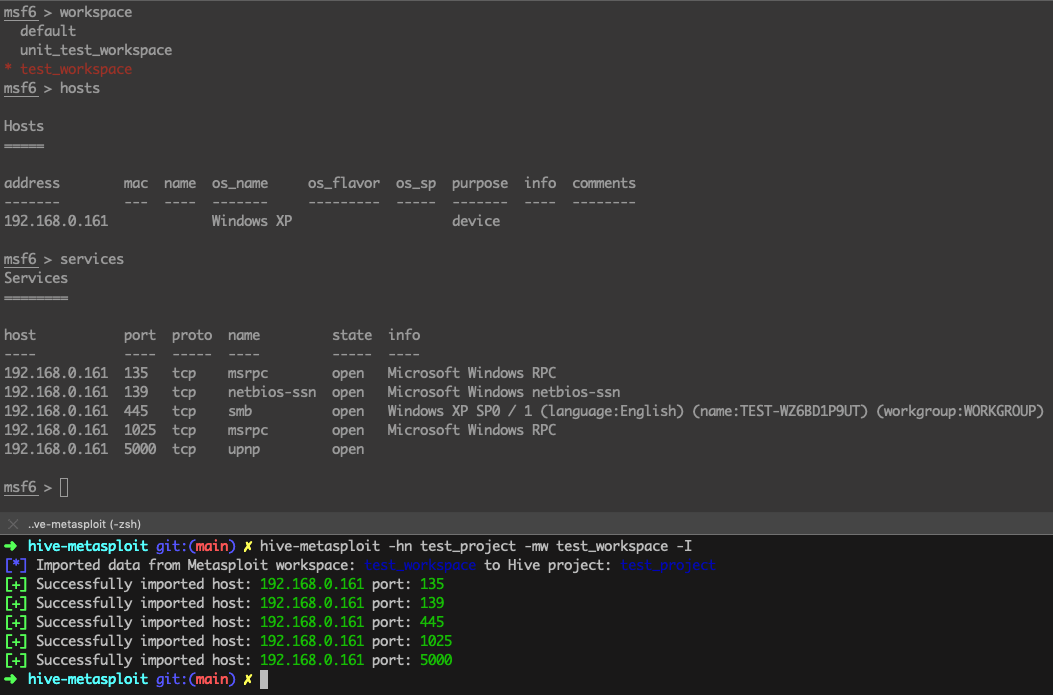 msf6 > workspace
  default
  unit_test_workspace
* test_workspace
msf6 > hosts
Hosts
=====
address        mac  name  os_name     os_flavor  os_sp  purpose  info  comments
-------        ---  ----  -------     ---------  -----  -------  ----  --------
192.168.0.161             Windows XP                    device
msf6 > services
Services
========
host           port  proto  name         state  info
----           ----  -----  ----         -----  ----
192.168.0.161  135   tcp    msrpc        open   Microsoft Windows RPC
192.168.0.161  139   tcp    netbios-ssn  open   Microsoft Windows netbios-ssn
192.168.0.161  445   tcp    smb          open   Windows XP SP0 / 1 (language:English) (name:TEST-WZ6BD1P9UT) (workgroup:WORKGROUP)
192.168.0.161  1025  tcp    msrpc        open   Microsoft Windows RPC
192.168.0.161  5000  tcp    upnp         open
msf6 >
..ve-metasploit (-zsh)
➜ hive-metasploit git:(main) ✗ hive-metasploit -hn test_project -mw test_workspace -I
[*] Imported data from Metasploit workspace: test_workspace to Hive project: test_project
[+] Successfully imported host: 192.168.0.161 port: 135
[+] Successfully imported host: 192.168.0.161 port: 139
[+] Successfully imported host: 192.168.0.161 port: 445
[+] Successfully imported host: 192.168.0.161 port: 1025
[+] Successfully imported host: 192.168.0.161 port: 5000
➜ hive-metasploit git:(main) ✗